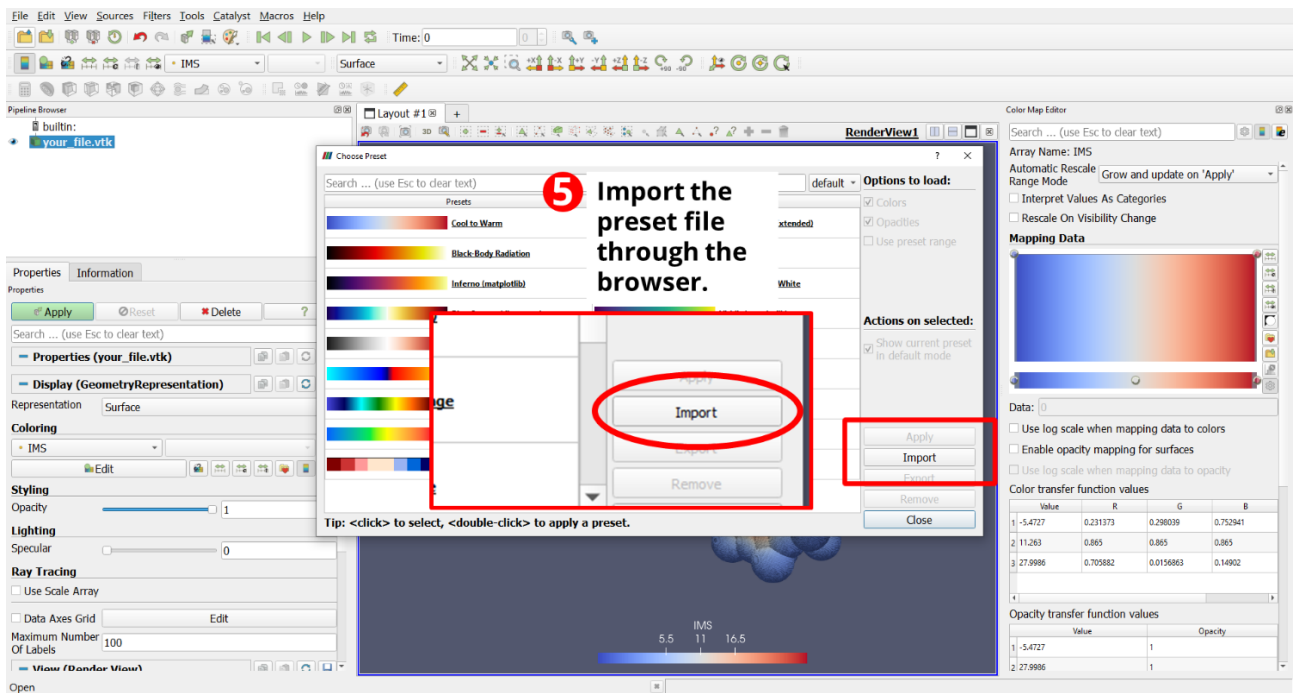 File Edit View Sources Filters Tools Catalyst Macros Help
Time: 0
0
IMS
Surface
Pipeline Browser
builtin:
your_file.vtk
Properties Information
Properties
Apply Reset Delete ?
Search ... (use Esc to clear text)
Properties (your_file.vtk)
Display (GeometryRepresentation)
Representation Surface
Coloring
IMS
Edit
Styling
Opacity 1
Lighting
Specular 0
Ray Tracing
Use Scale Array
Data Axes Grid Edit
Maximum Number
Of Labels
100
View (Render View)
Open
Layout #1 +
3D
RenderView1
Choose Preset ? ×
Search ... (use Esc to clear text) default
Presets
Cool to Warm
xtended)
Black-Body Radiation
Inferno (matplotlib)
White
5 Import the
preset file
through the
browser.
nge
Apply
Import
Export
Remove
Options to load:
Colors
Opacities
Use preset range
Actions on selected:
Show current preset
in default mode
Apply
Import
Export
Remove
Close
Tip: <click> to select, <double-click> to apply a preset.
IMS
5.5 11 16.5
Color Map Editor
Search ... (use Esc to clear text)
Array Name: IMS
Automatic Rescale
Range Mode
Grow and update on 'Apply'
Interpret Values As Categories
Rescale On Visibility Change
Mapping Data
Data: 0
Use log scale when mapping data to colors
Enable opacity mapping for surfaces
Use log scale when mapping data to opacity
Color transfer function values
Value R G B
1 -5.4727 0.231373 0.298039 0.752941
2 11.263 0.865 0.865 0.865
3 27.9986 0.705882 0.0156863 0.14902
Opacity transfer function values
Value Opacity
1 -5.4727 1
2 27.9986 1